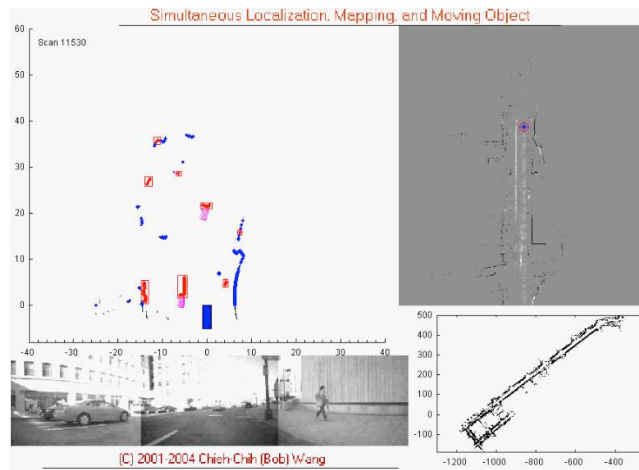 Simultaneous Localization, Mapping, and Moving Object
Scan 11530
60
50
40
30
20
10
0
-40 -30 -20 -10 0 10 20 30 40
500
400
300
200
100
0
-100
-1200 -1000 -800 -600 -400
(C) 2001-2004 Chieh-Chih (Bob) Wang